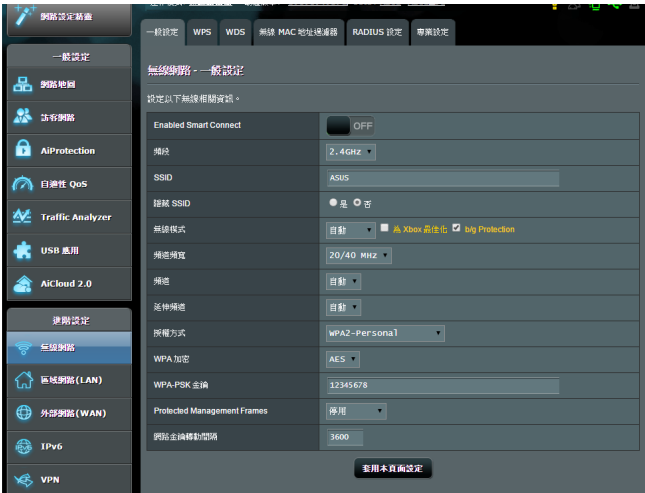 網路設定精靈
一般設定
網路地圖
訪客網路
AiProtection
自適性 QoS
Traffic Analyzer
USB 應用
AiCloud 2.0
進階設定
無線網路
區域網路(LAN)
外部網路(WAN)
IPv6
VPN
一般設定 WPS WDS 無線 MAC 地址過濾器 RADIUS 設定 專業設定
無線網路 - 一般設定
設定以下無線相關資訊。
Enabled Smart Connect OFF
頻段 2.4GHz
SSID ASUS
隱藏 SSID 是 否
無線模式 自動 為 Xbox 最佳化 b/g Protection
頻道頻寬 20/40 MHz
頻道 自動
延伸頻道 自動
授權方式 WPA2-Personal
WPA 加密 AES
WPA-PSK 金鑰 12345678
Protected Management Frames 停用
網路金鑰轉動間隔 3600
套用本頁面設定